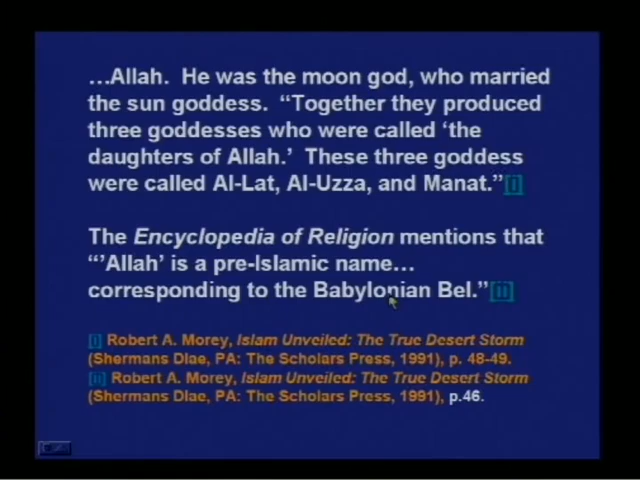 …Allah. He was the moon god, who married
the sun goddess. “Together they produced
three goddesses who were called ‘the
daughters of Allah.’ These three goddess
were called Al-Lat, Al-Uzza, and Manat.”[i]
The Encyclopedia of Religion mentions that
“’Allah’ is a pre-Islamic name…
corresponding to the Babylonian Bel.”[ii]
[i] Robert A. Morey, Islam Unveiled: The True Desert Storm
(Shermans Dlae, PA: The Scholars Press, 1991), p. 48-49.
[ii] Robert A. Morey, Islam Unveiled: The True Desert Storm
(Shermans Dlae, PA: The Scholars Press, 1991), p.46.